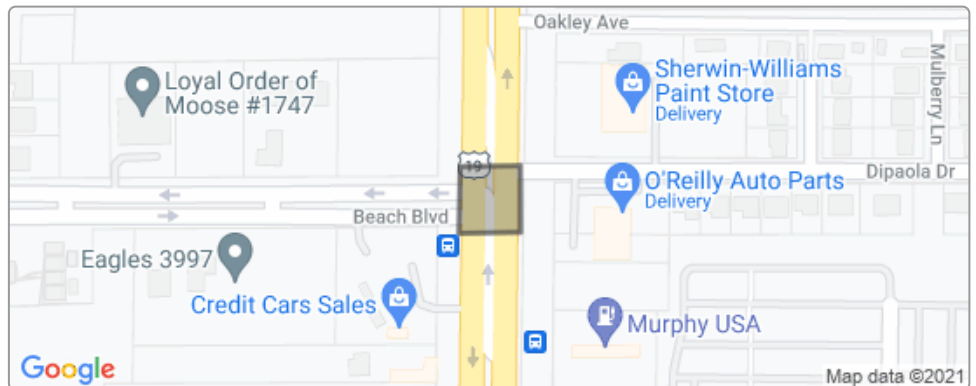 Oakley Ave
Loyal Order of
Moose #1747
Sherwin-Williams
Paint Store
Delivery
Mulberry Ln
19
Dipaola Dr
O'Reilly Auto Parts
Delivery
Beach Blvd
Eagles 3997
Credit Cars Sales
Murphy USA
Google
Map data ©2021